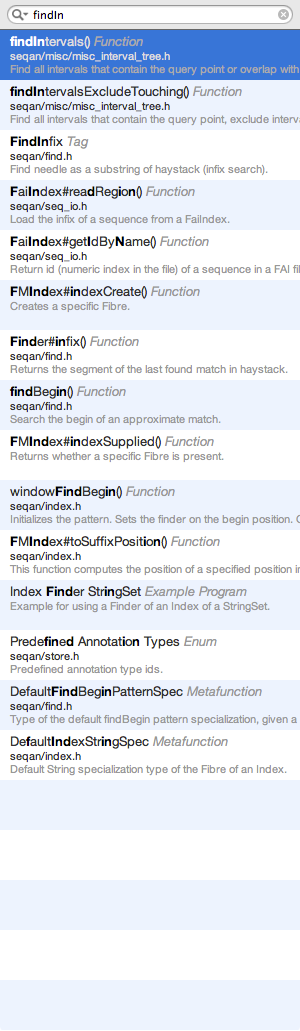 findIn
findIntervals() Function
seqan/misc/misc_interval_tree.h
Find all intervals that contain the query point or overlap with
findIntervalsExcludeTouching() Function
seqan/misc/misc_interval_tree.h
Find all intervals that contain the query point, exclude interv
FindInfix Tag
seqan/find.h
Find needle as a substring of haystack (infix search).
FaiIndex#readRegion() Function
seqan/seq_io.h
Load the infix of a sequence from a FaiIndex.
FaiIndex#getIdByName() Function
seqan/seq_io.h
Return id (numeric index in the file) of a sequence in a FAI fil
FMIndex#indexCreate() Function
Creates a specific Fibre.
Finder#infix() Function
seqan/find.h
Returns the segment of the last found match in haystack.
findBegin() Function
seqan/find.h
Search the begin of an approximate match.
FMIndex#indexSupplied() Function
Returns whether a specific Fibre is present.
windowFindBegin() Function
seqan/index.h
Initializes the pattern. Sets the finder on the begin position. C
FMIndex#toSuffixPosition() Function
seqan/index.h
This function computes the position of a specified position in
Index Finder StringSet Example Program
Example for using a Finder of an Index of a StringSet.
Predefined Annotation Types Enum
seqan/store.h
Predefined annotation type ids.
DefaultFindBeginPatternSpec Metafunction
seqan/find.h
Type of the default findBegin pattern specialization, given a
DefaultIndexStringSpec Metafunction
seqan/index.h
Default String specialization type of the Fibre of an Index.